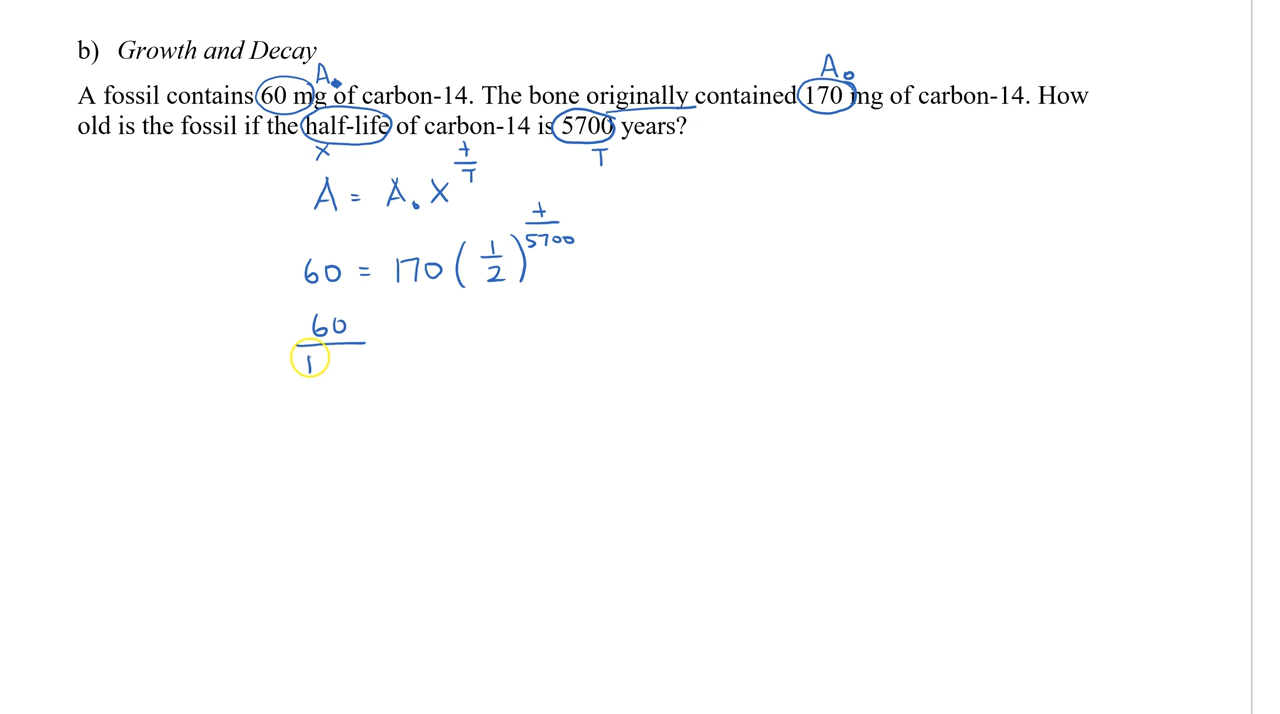 b) Growth and Decay
A.
A₀
A fossil contains 60 mg of carbon-14. The bone originally contained 170 mg of carbon-14. How
old is the fossil if the half-life of carbon-14 is 5700 years?
x
T
A = A₀ x^(t/T)
60 = 170 (1/2)^(t/5700)
60
1